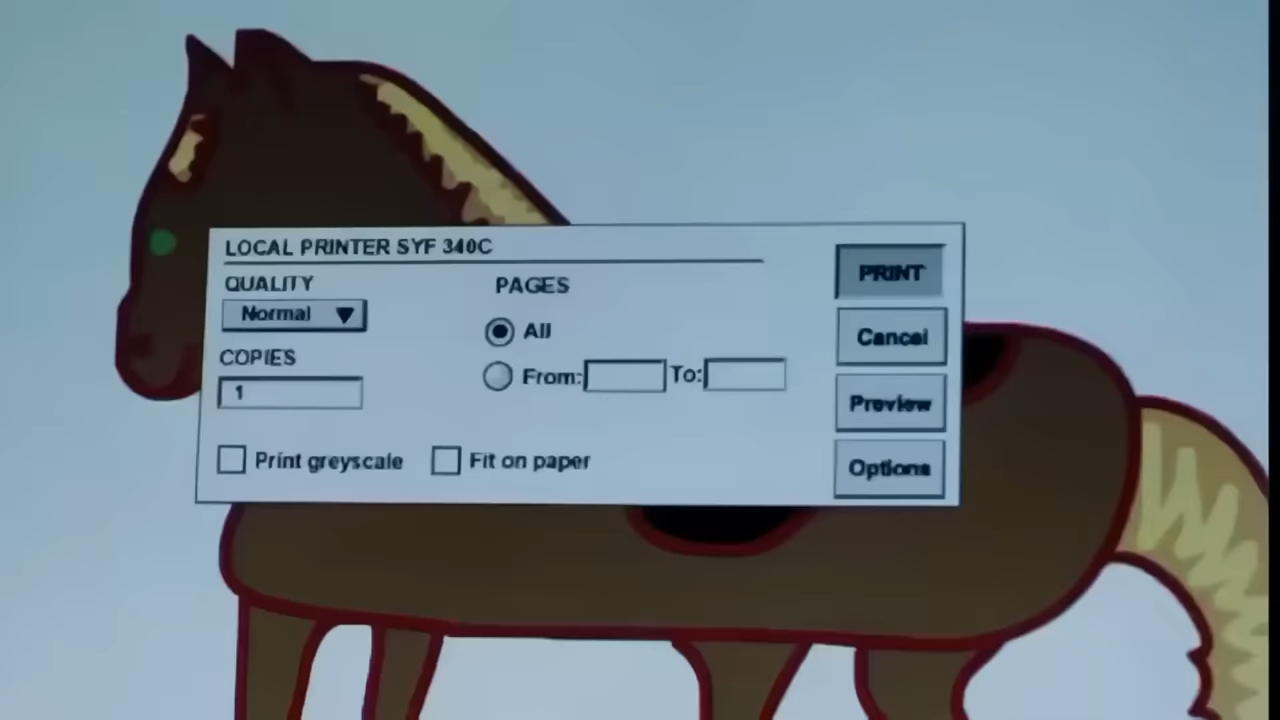 LOCAL PRINTER SYF 340C
QUALITY
Normal
COPIES
1
Print greyscale
Fit on paper
PAGES
All
From:
To:
PRINT
Cancel
Preview
Options